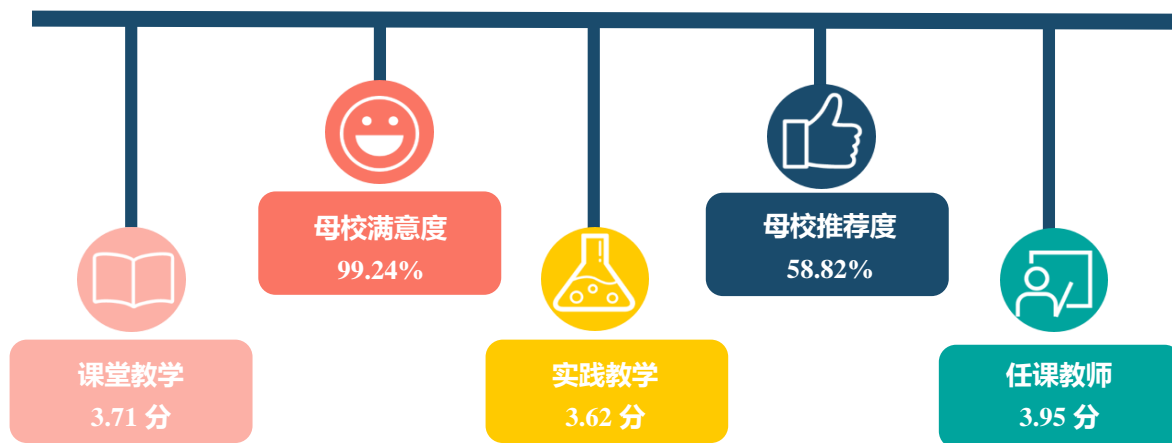 母校满意度
99.24%
母校推荐度
58.82%
课堂教学
3.71 分
实践教学
3.62 分
任课教师
3.95 分